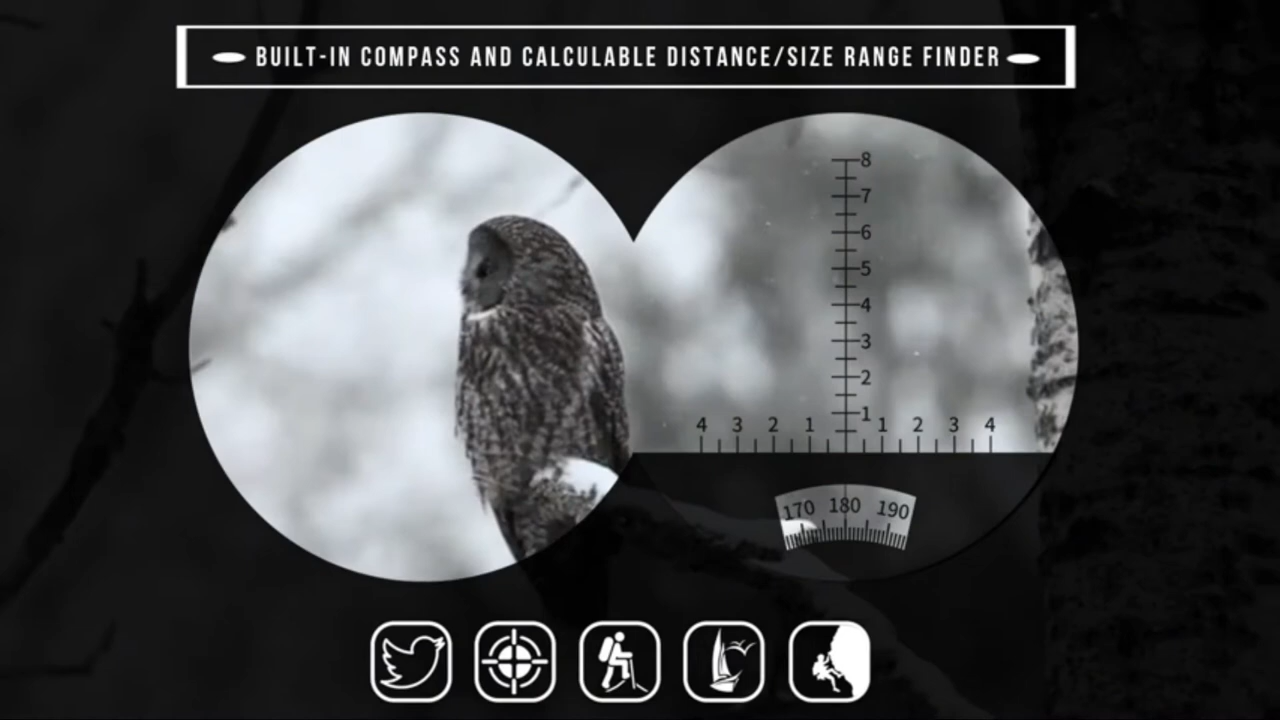 BUILT-IN COMPASS AND CALCULABLE DISTANCE/SIZE RANGE FINDER
8
7
6
5
4
3
2
1
4 3 2 1 1 2 3 4
170 180 190